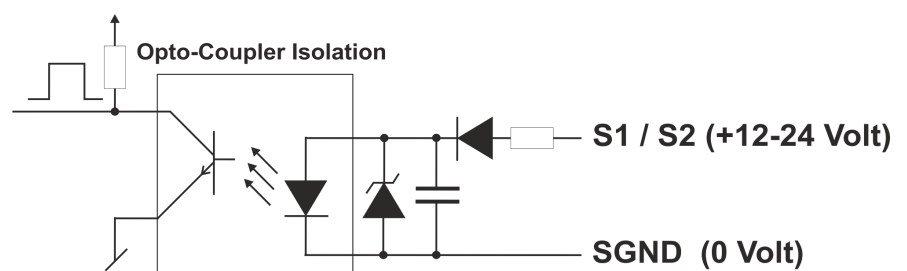 Opto-Coupler Isolation
S1 / S2 (+12-24 Volt)
SGND (0 Volt)